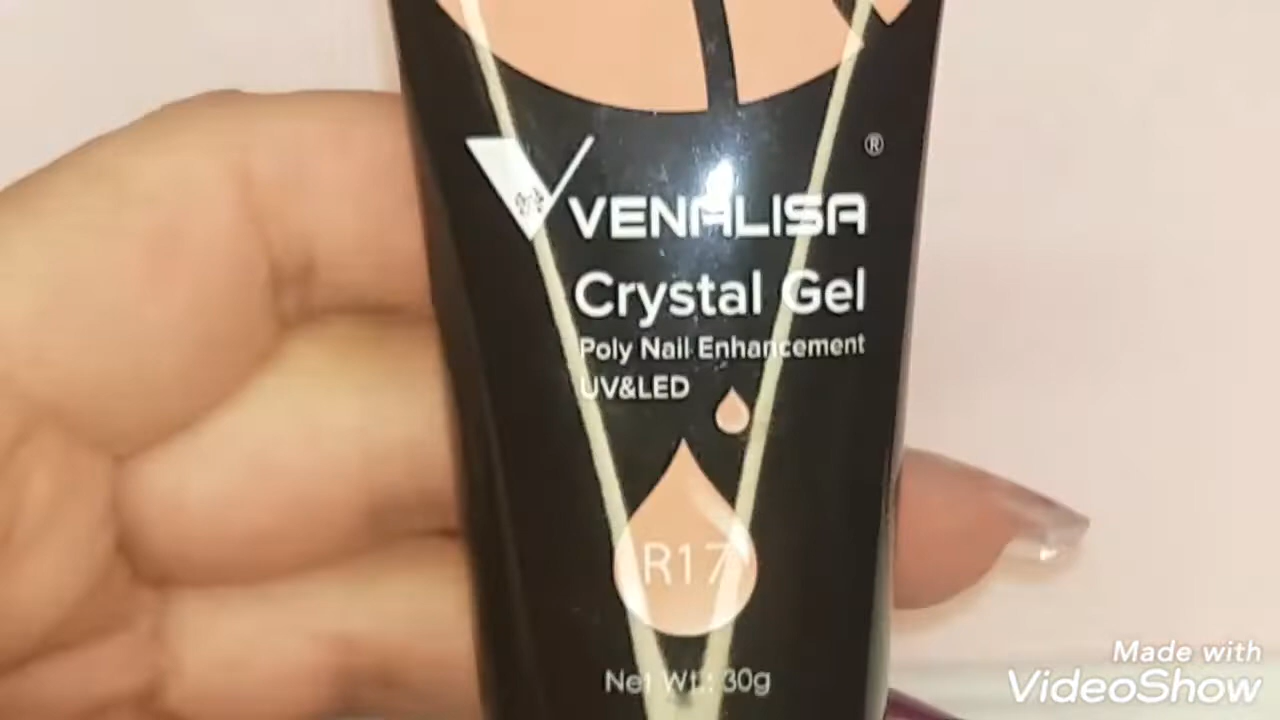 ®
VENALISA
Crystal Gel
Poly Nail Enhancement
UV&LED
R17
Net Wt.: 30g
Made with
VideoShow